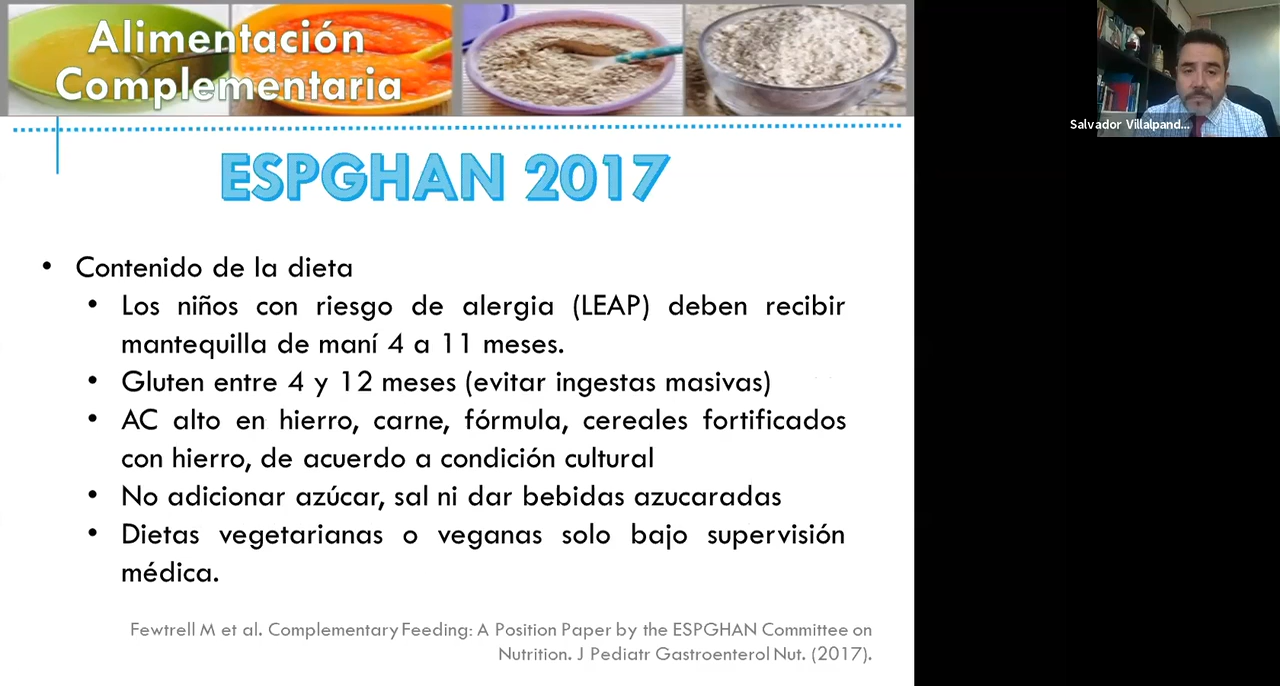 Alimentación
Complementaria
Salvador Villalpand...
ESPGHAN 2017
• Contenido de la dieta
• Los niños con riesgo de alergia (LEAP) deben recibir
mantequilla de maní 4 a 11 meses.
• Gluten entre 4 y 12 meses (evitar ingestas masivas)
• AC alto en hierro, carne, fórmula, cereales fortificados
con hierro, de acuerdo a condición cultural
• No adicionar azúcar, sal ni dar bebidas azucaradas
• Dietas vegetarianas o veganas solo bajo supervisión
médica.
Fewtrell M et al. Complementary Feeding: A Position Paper by the ESPGHAN Committee on
Nutrition. J Pediatr Gastroenterol Nut. (2017).